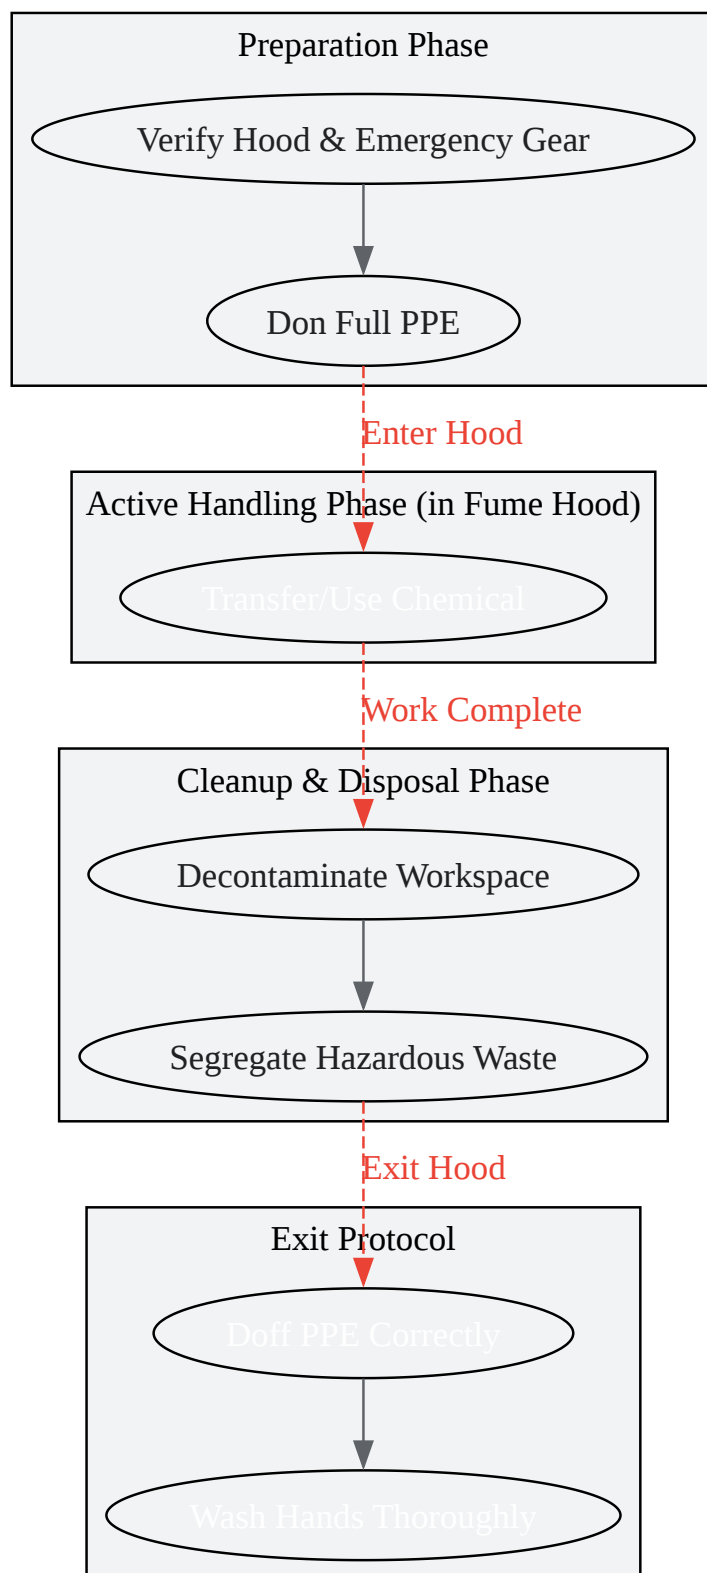 Preparation Phase
Verify Hood & Emergency Gear
Don Full PPE
Enter Hood
Active Handling Phase (in Fume Hood)
Transfer/Use Chemical
Work Complete
Cleanup & Disposal Phase
Decontaminate Workspace
Segregate Hazardous Waste
Exit Hood
Exit Protocol
Doff PPE Correctly
Wash Hands Thoroughly